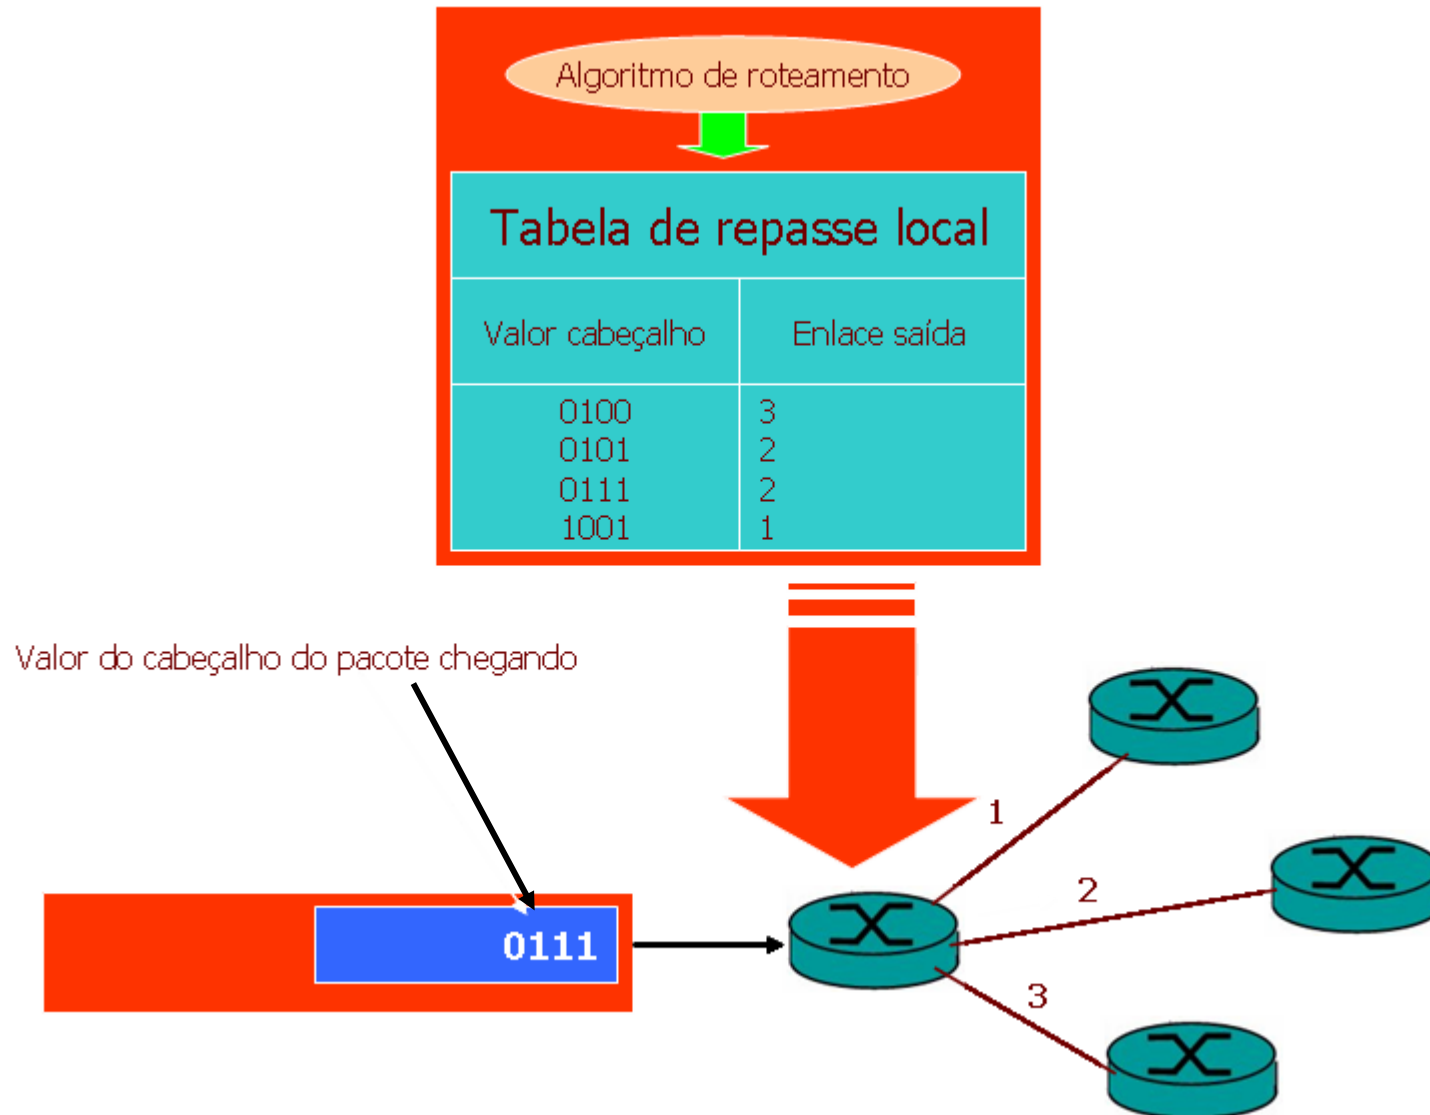 Algoritmo de roteamento
Tabela de repasse local
Valor cabeçalho Enlace saída
0100 3
0101 2
0111 2
1001 1
Valor do cabeçalho do pacote chegando
0111
1
2
3